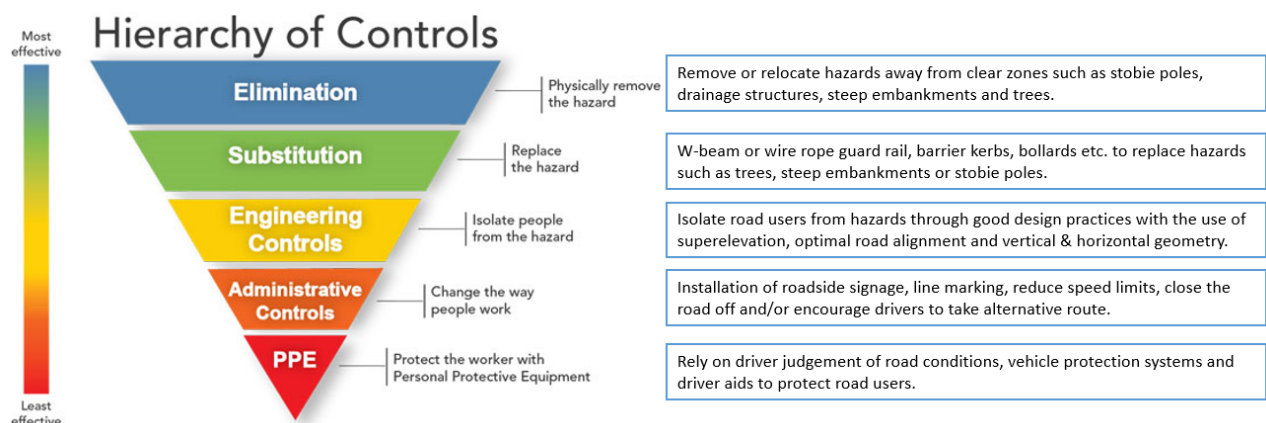 Most
effective
Hierarchy of Controls
Elimination
Physically remove
the hazard
Remove or relocate hazards away from clear zones such as stobie poles,
drainage structures, steep embankments and trees.
Substitution
Replace
the hazard
W-beam or wire rope guard rail, barrier kerbs, bollards etc. to replace hazards
such as trees, steep embankments or stobie poles.
Engineering
Controls
Isolate people
from the hazard
Isolate road users from hazards through good design practices with the use of
superelevation, optimal road alignment and vertical & horizontal geometry.
Administrative
Controls
Change the way
people work
Installation of roadside signage, line marking, reduce speed limits, close the
road off and/or encourage drivers to take alternative route.
PPE
Protect the worker with
Personal Protective Equipment
Rely on driver judgement of road conditions, vehicle protection systems and
driver aids to protect road users.
Least
effective